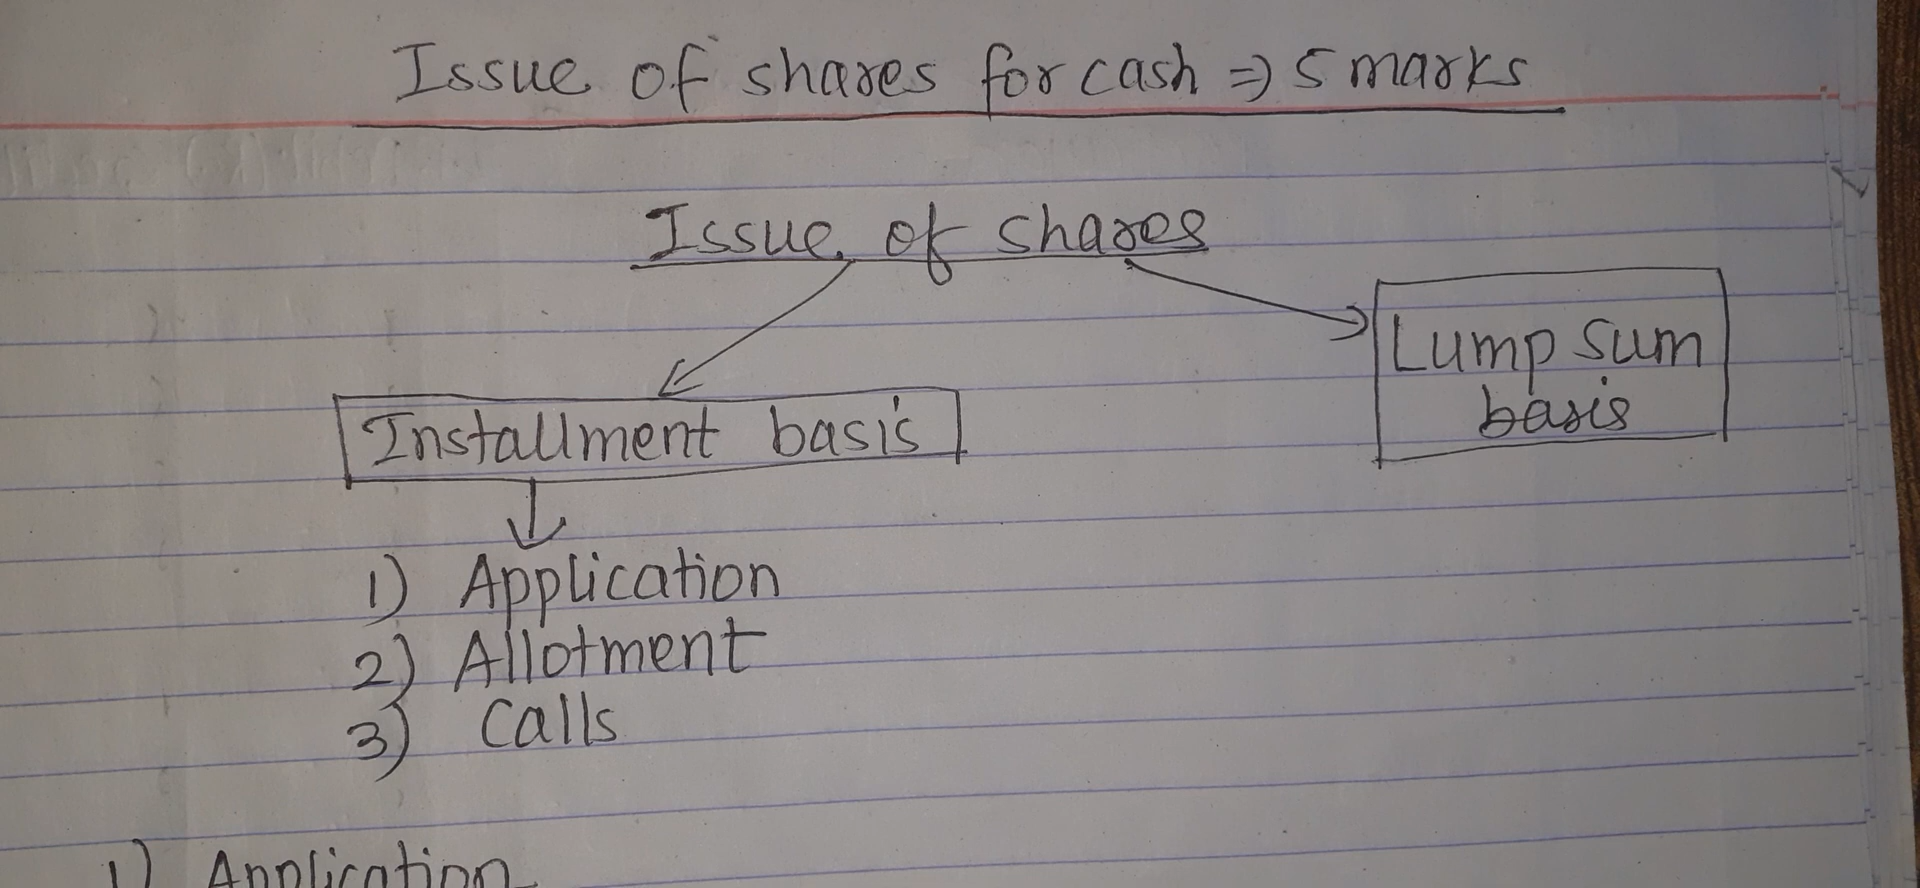 Issue of shares for cash ⇒ 5 marks
Issue of shares
Installment basis
Lump sum
basis
1) Application
2) Allotment
3) Calls
1) Application